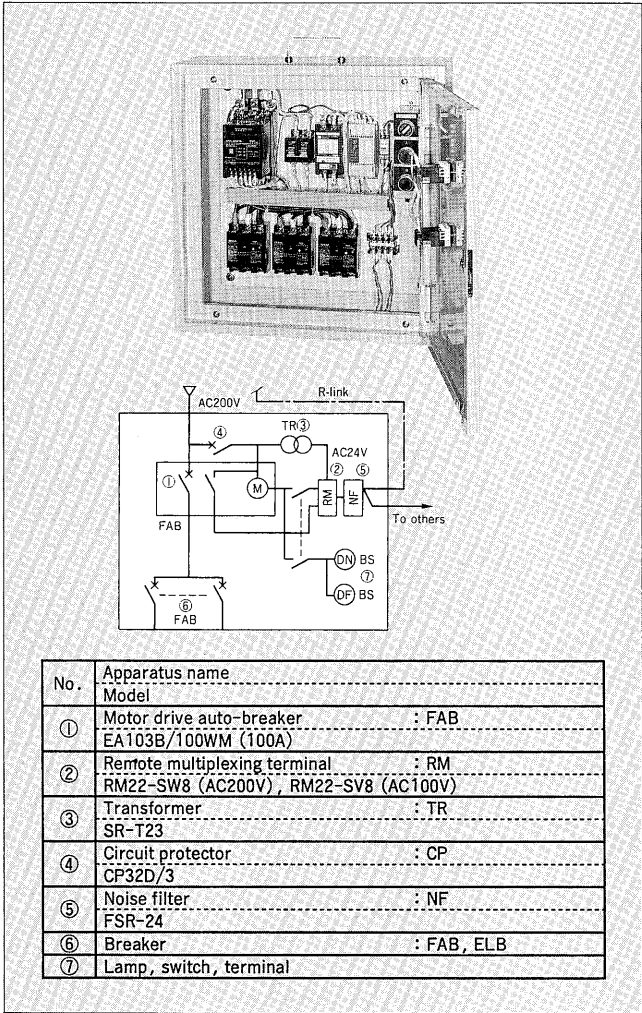 AC200V
R-link
④
TR③
AC24V
②
⑤
①
M
RM
NF
FAB
To others
DN BS
⑦
DF BS
⑥
FAB
No.
Apparatus name
Model
①
Motor drive auto-breaker : FAB
EA103B/100WM (100A)
②
Remote multiplexing terminal : RM
RM22-SW8 (AC200V), RM22-SV8 (AC100V)
③
Transformer : TR
SR-T23
④
Circuit protector : CP
CP32D/3
⑤
Noise filter : NF
FSR-24
⑥
Breaker : FAB, ELB
⑦
Lamp, switch, terminal